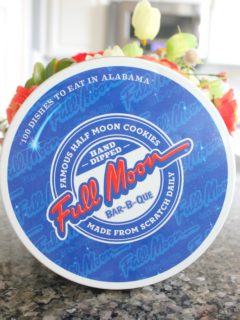 "100 DISHES TO EAT IN ALABAMA"
FAMOUS HALF MOON COOKIES
HAND
DIPPED
Full Moon
BAR-B-QUE
MADE FROM SCRATCH DAILY